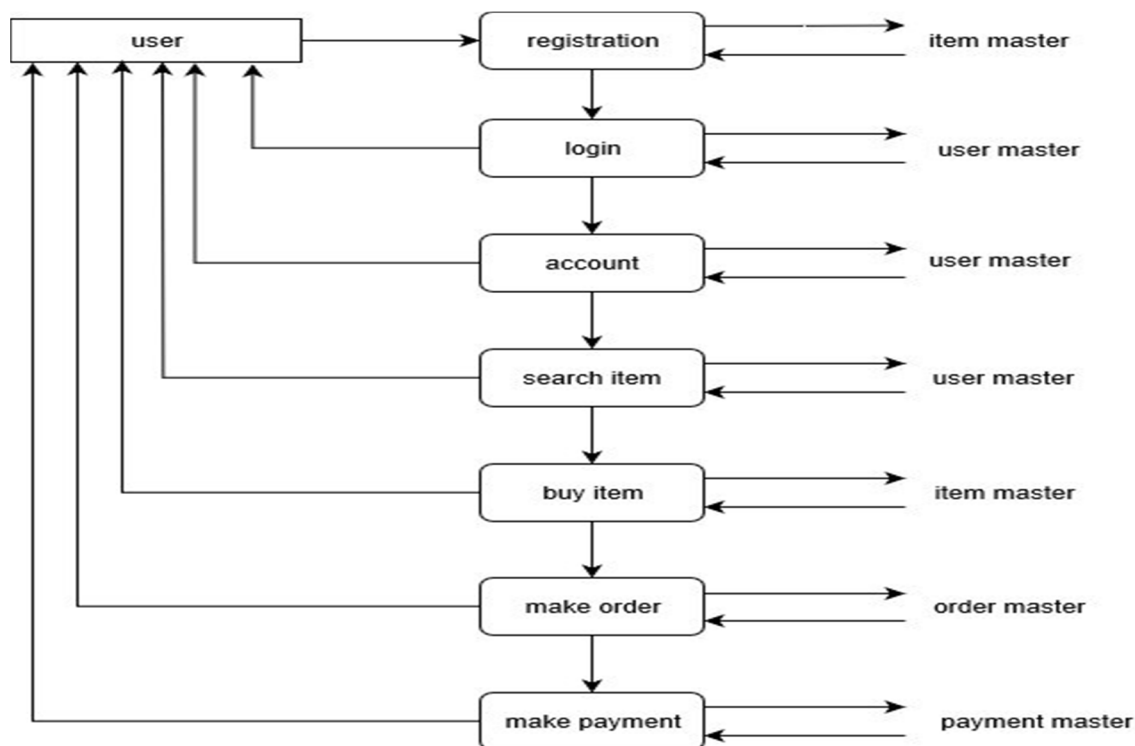 user
registration
item master
login
user master
account
user master
search item
user master
buy item
item master
make order
order master
make payment
payment master